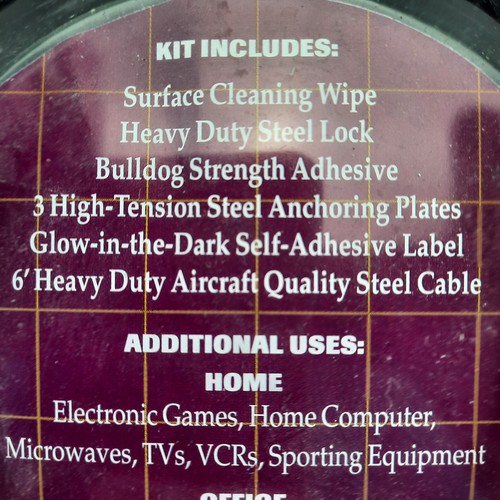 KIT INCLUDES:
Surface Cleaning Wipe
Heavy Duty Steel Lock
Bulldog Strength Adhesive
3 High-Tension Steel Anchoring Plates
Glow-in-the-Dark Self-Adhesive Label
6' Heavy Duty Aircraft Quality Steel Cable
ADDITIONAL USES:
HOME
Electronic Games, Home Computer,
Microwaves, TVs, VCRs, Sporting Equipment
OFFICE